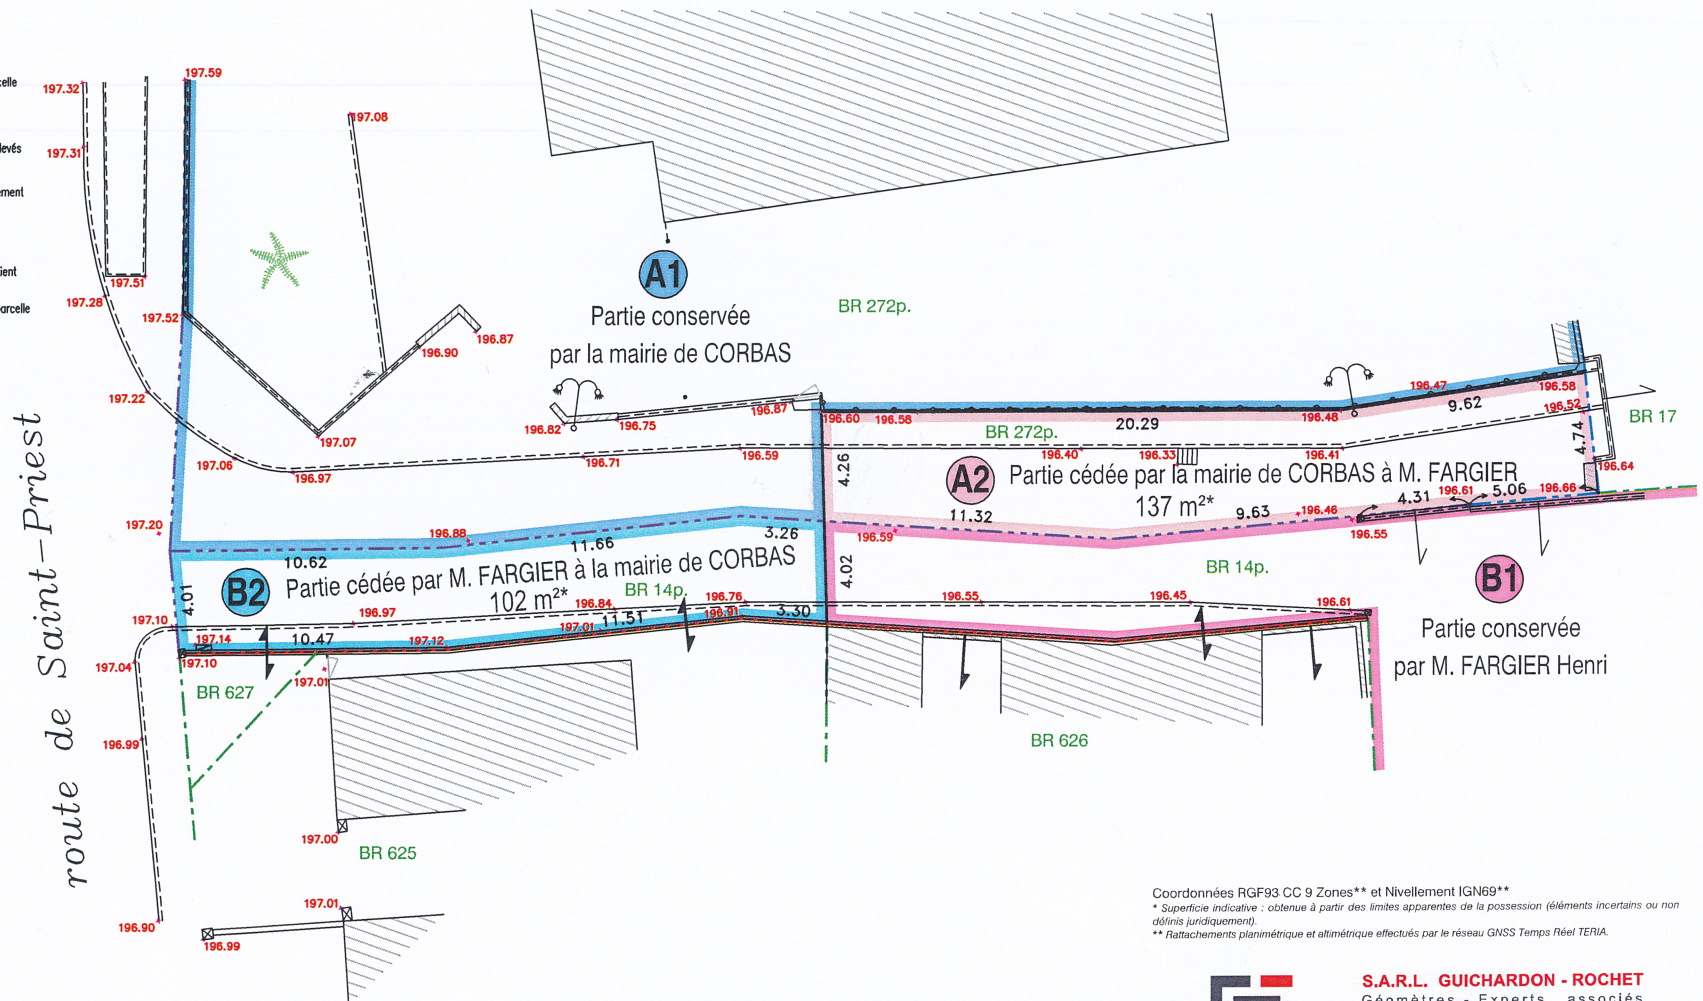 celle
levés
ement
ient
arcelle
197.32
197.59
197.31
197.08
197.51
197.28
197.52
196.90
196.87
197.22
197.07
197.06
196.97
A1
Partie conservée
par la mairie de CORBAS
BR 272p.
196.82
196.75
196.87
196.60
196.58
20.29
196.48
196.47
9.62
196.58
196.52
4.74
BR 17
BR 272p.
196.71
196.59
4.26
196.40
196.33
196.41
196.64
A2
Partie cédée par la mairie de CORBAS à M. FARGIER
137 m²*
11.32
9.63
196.46
4.31
196.61
5.06
196.66
196.55
196.59
197.20
196.88
10.62
11.66
3.26
B2
Partie cédée par M. FARGIER à la mairie de CORBAS
102 m²*
BR 14p.
4.01
4.02
BR 14p.
B1
Partie conservée
par M. FARGIER Henri
197.10
196.97
196.84
196.76
196.91
3.30
196.55
196.45
196.61
197.14
10.47
197.12
197.01
11.51
197.04
197.10
197.01
BR 627
BR 626
196.99
197.00
BR 625
197.01
196.90
196.99
route de Saint-Priest
Coordonnées RGF93 CC 9 Zones** et Nivellement IGN69**
* Superficie indicative : obtenue à partir des limites apparentes de la possession (éléments incertains ou non
définis juridiquement).
** Rattachements planimétrique et altimétrique effectués par le réseau GNSS Temps Réel TERIA.
S.A.R.L. GUICHARDON - ROCHET
Géomètres - Experts associés